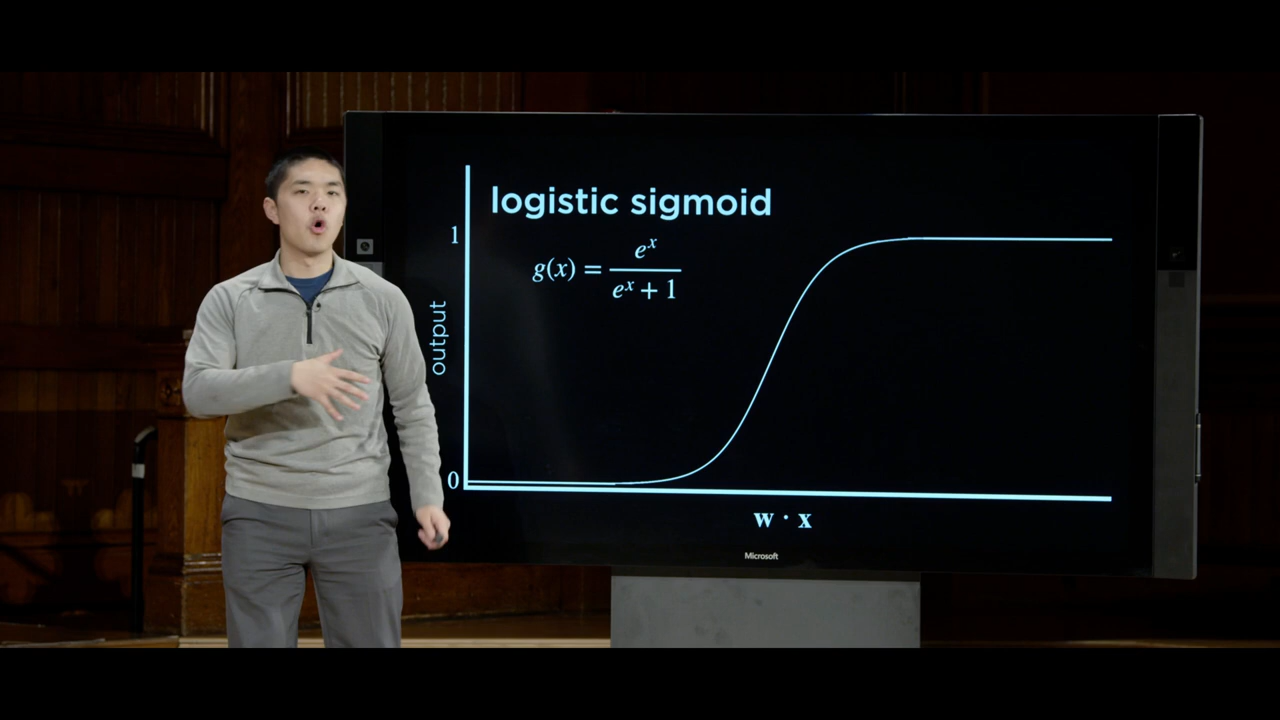 logistic sigmoid
g(x) = e^x / (e^x + 1)
1
output
0
w · x
Microsoft